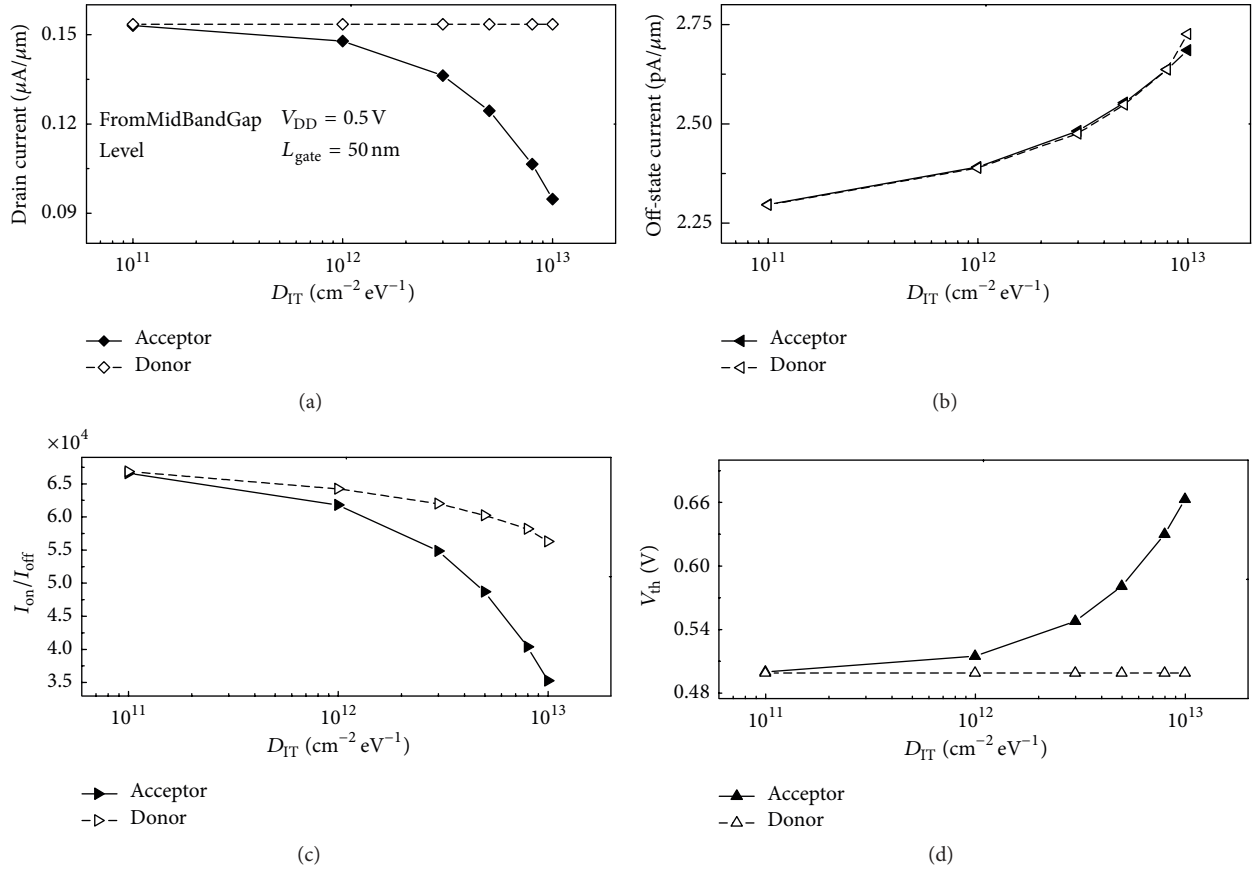 0.15
0.12
0.09
Drain current (μA/μm)
FromMidBandGap
Level
V_DD = 0.5 V
L_gate = 50 nm
10^11
10^12
10^13
D_IT (cm^−2 eV^−1)
Acceptor
Donor
(a)
2.75
2.50
2.25
Off-state current (pA/μm)
10^11
10^12
10^13
D_IT (cm^−2 eV^−1)
Acceptor
Donor
(b)
×10^4
6.5
6.0
5.5
5.0
4.5
4.0
3.5
I_on/I_off
10^11
10^12
10^13
D_IT (cm^−2 eV^−1)
Acceptor
Donor
(c)
0.66
0.60
0.54
0.48
V_th (V)
10^11
10^12
10^13
D_IT (cm^−2 eV^−1)
Acceptor
Donor
(d)